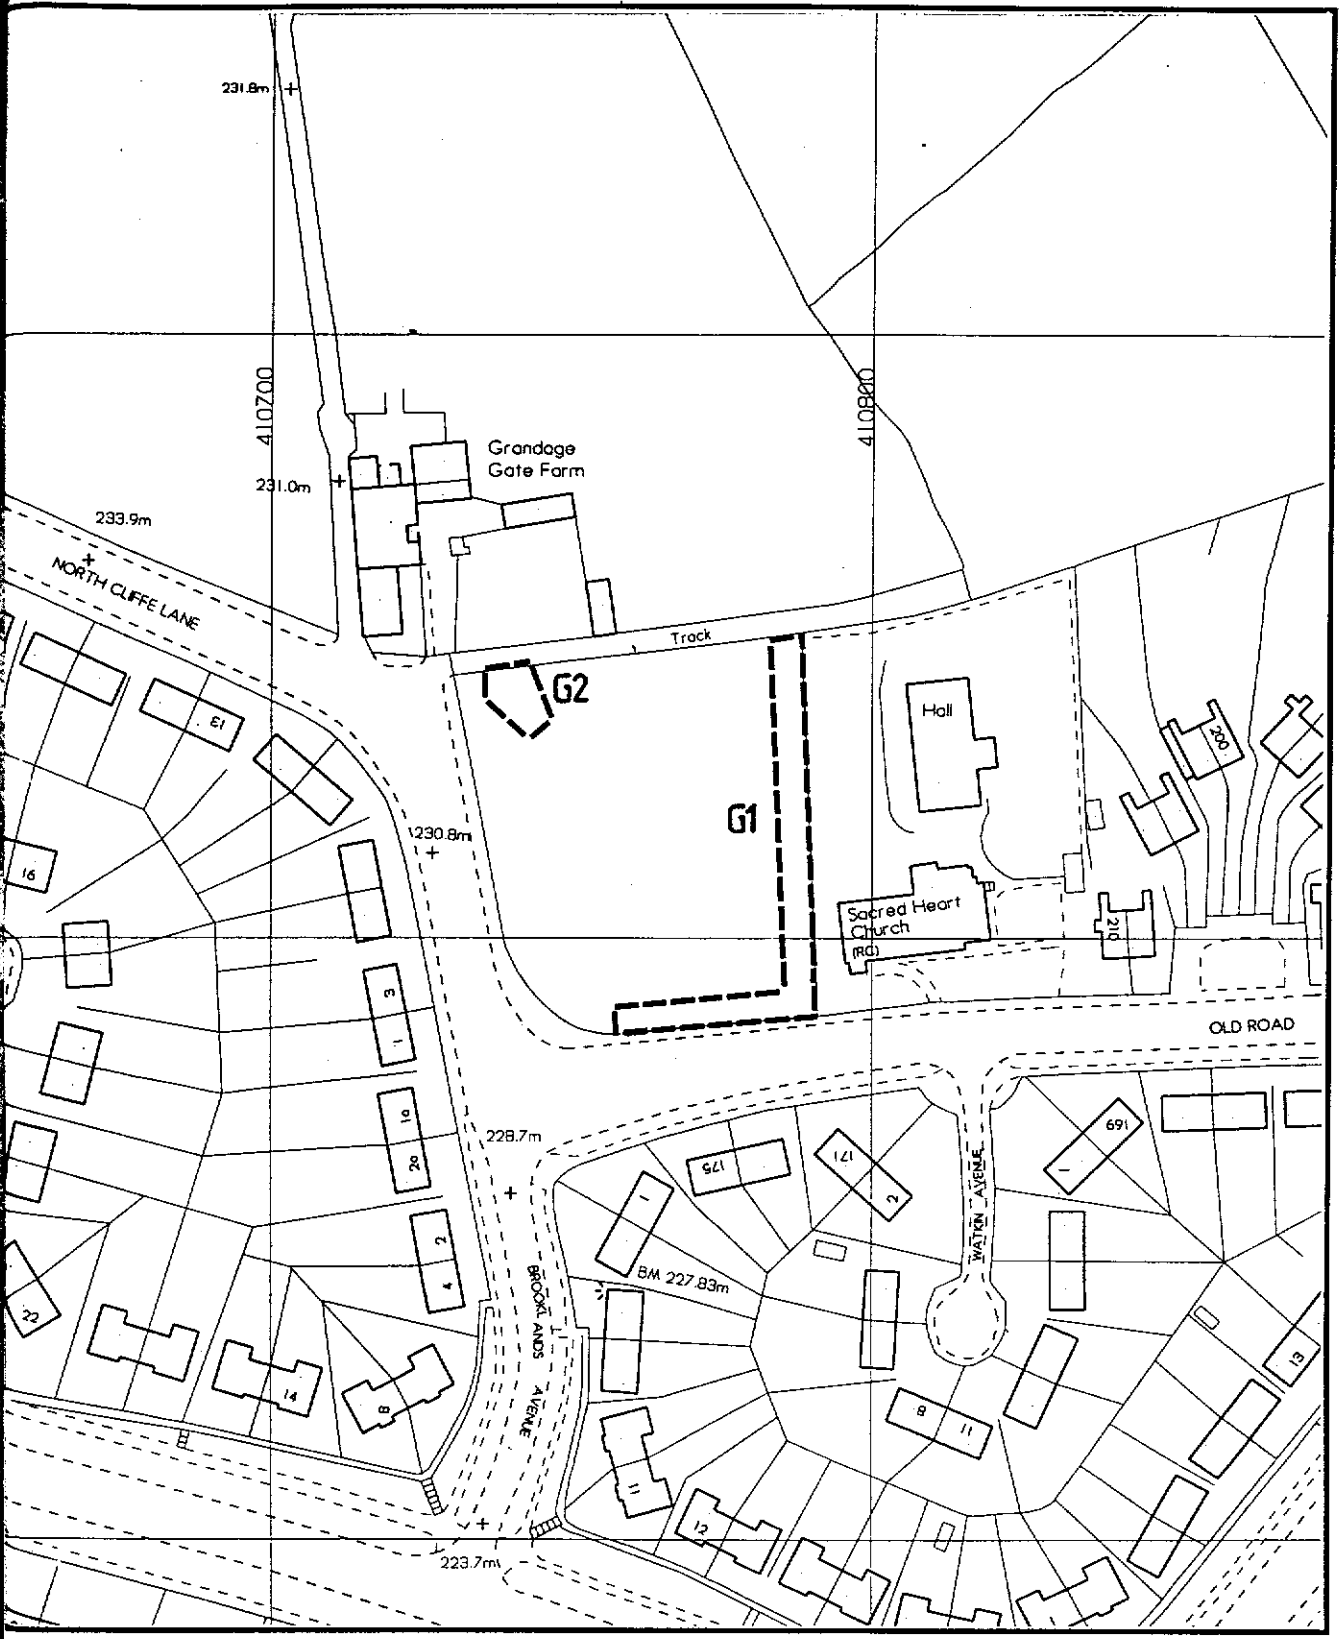 231.8m
410700
410800
Grandage
Gate Farm
231.0m
233.9m
NORTH CLIFFE LANE
Track
G2
Hall
200
13
G1
230.8m
16
Sacred Heart
Church
(RC)
210
3
1
OLD ROAD
1a
2a
228.7m
175
171
2
169
1
1
WATKIN AVENUE
2
4
BM 227.83m
BROOKLANDS AVENUE
22
14
8
8
11
13
11
12
223.7m